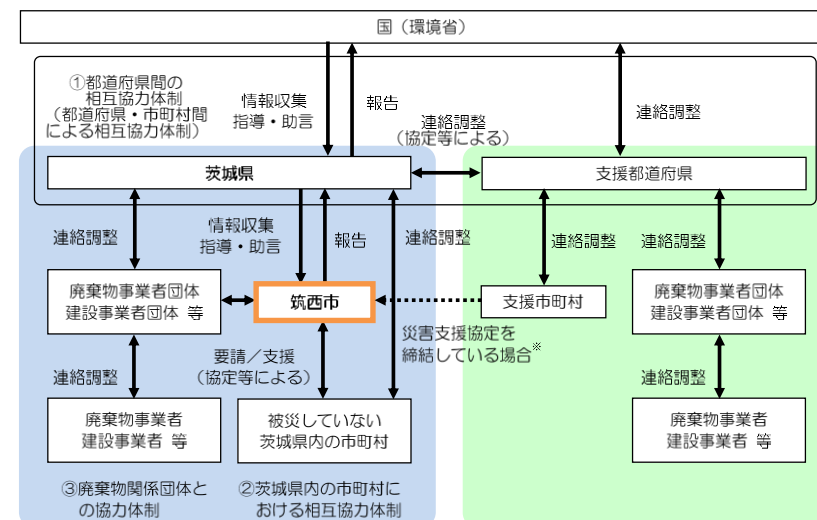 国（環境省）
①都道府県間の
相互協力体制
（都道府県・市町村間
による相互協力体制）
情報収集
指導・助言
報告
連絡調整
（協定等による）
連絡調整
茨城県
支援都道府県
連絡調整
情報収集
指導・助言
報告
連絡調整
連絡調整
連絡調整
廃棄物事業者団体
建設事業者団体 等
筑西市
支援市町村
廃棄物事業者団体
建設事業者団体 等
災害支援協定を
締結している場合※
連絡調整
要請／支援
（協定等による）
連絡調整
廃棄物事業者
建設事業者 等
被災していない
茨城県内の市町村
廃棄物事業者
建設事業者 等
③廃棄物関係団体と
の協力体制
②茨城県内の市町村に
おける相互協力体制